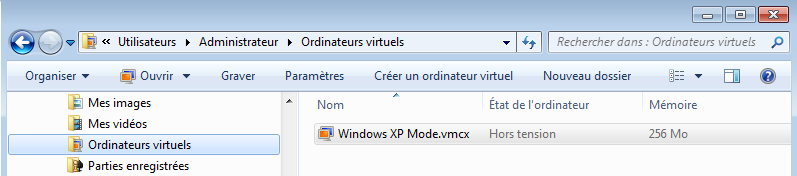 « Utilisateurs Administrateur Ordinateurs virtuels Rechercher dans : Ordinateurs virtuels
Organiser Ouvrir Graver Paramètres Créer un ordinateur virtuel Nouveau dossier
Mes images
Mes vidéos
Ordinateurs virtuels
Parties enregistrées
Nom État de l'ordinateur Mémoire
Windows XP Mode.vmcx Hors tension 256 Mo